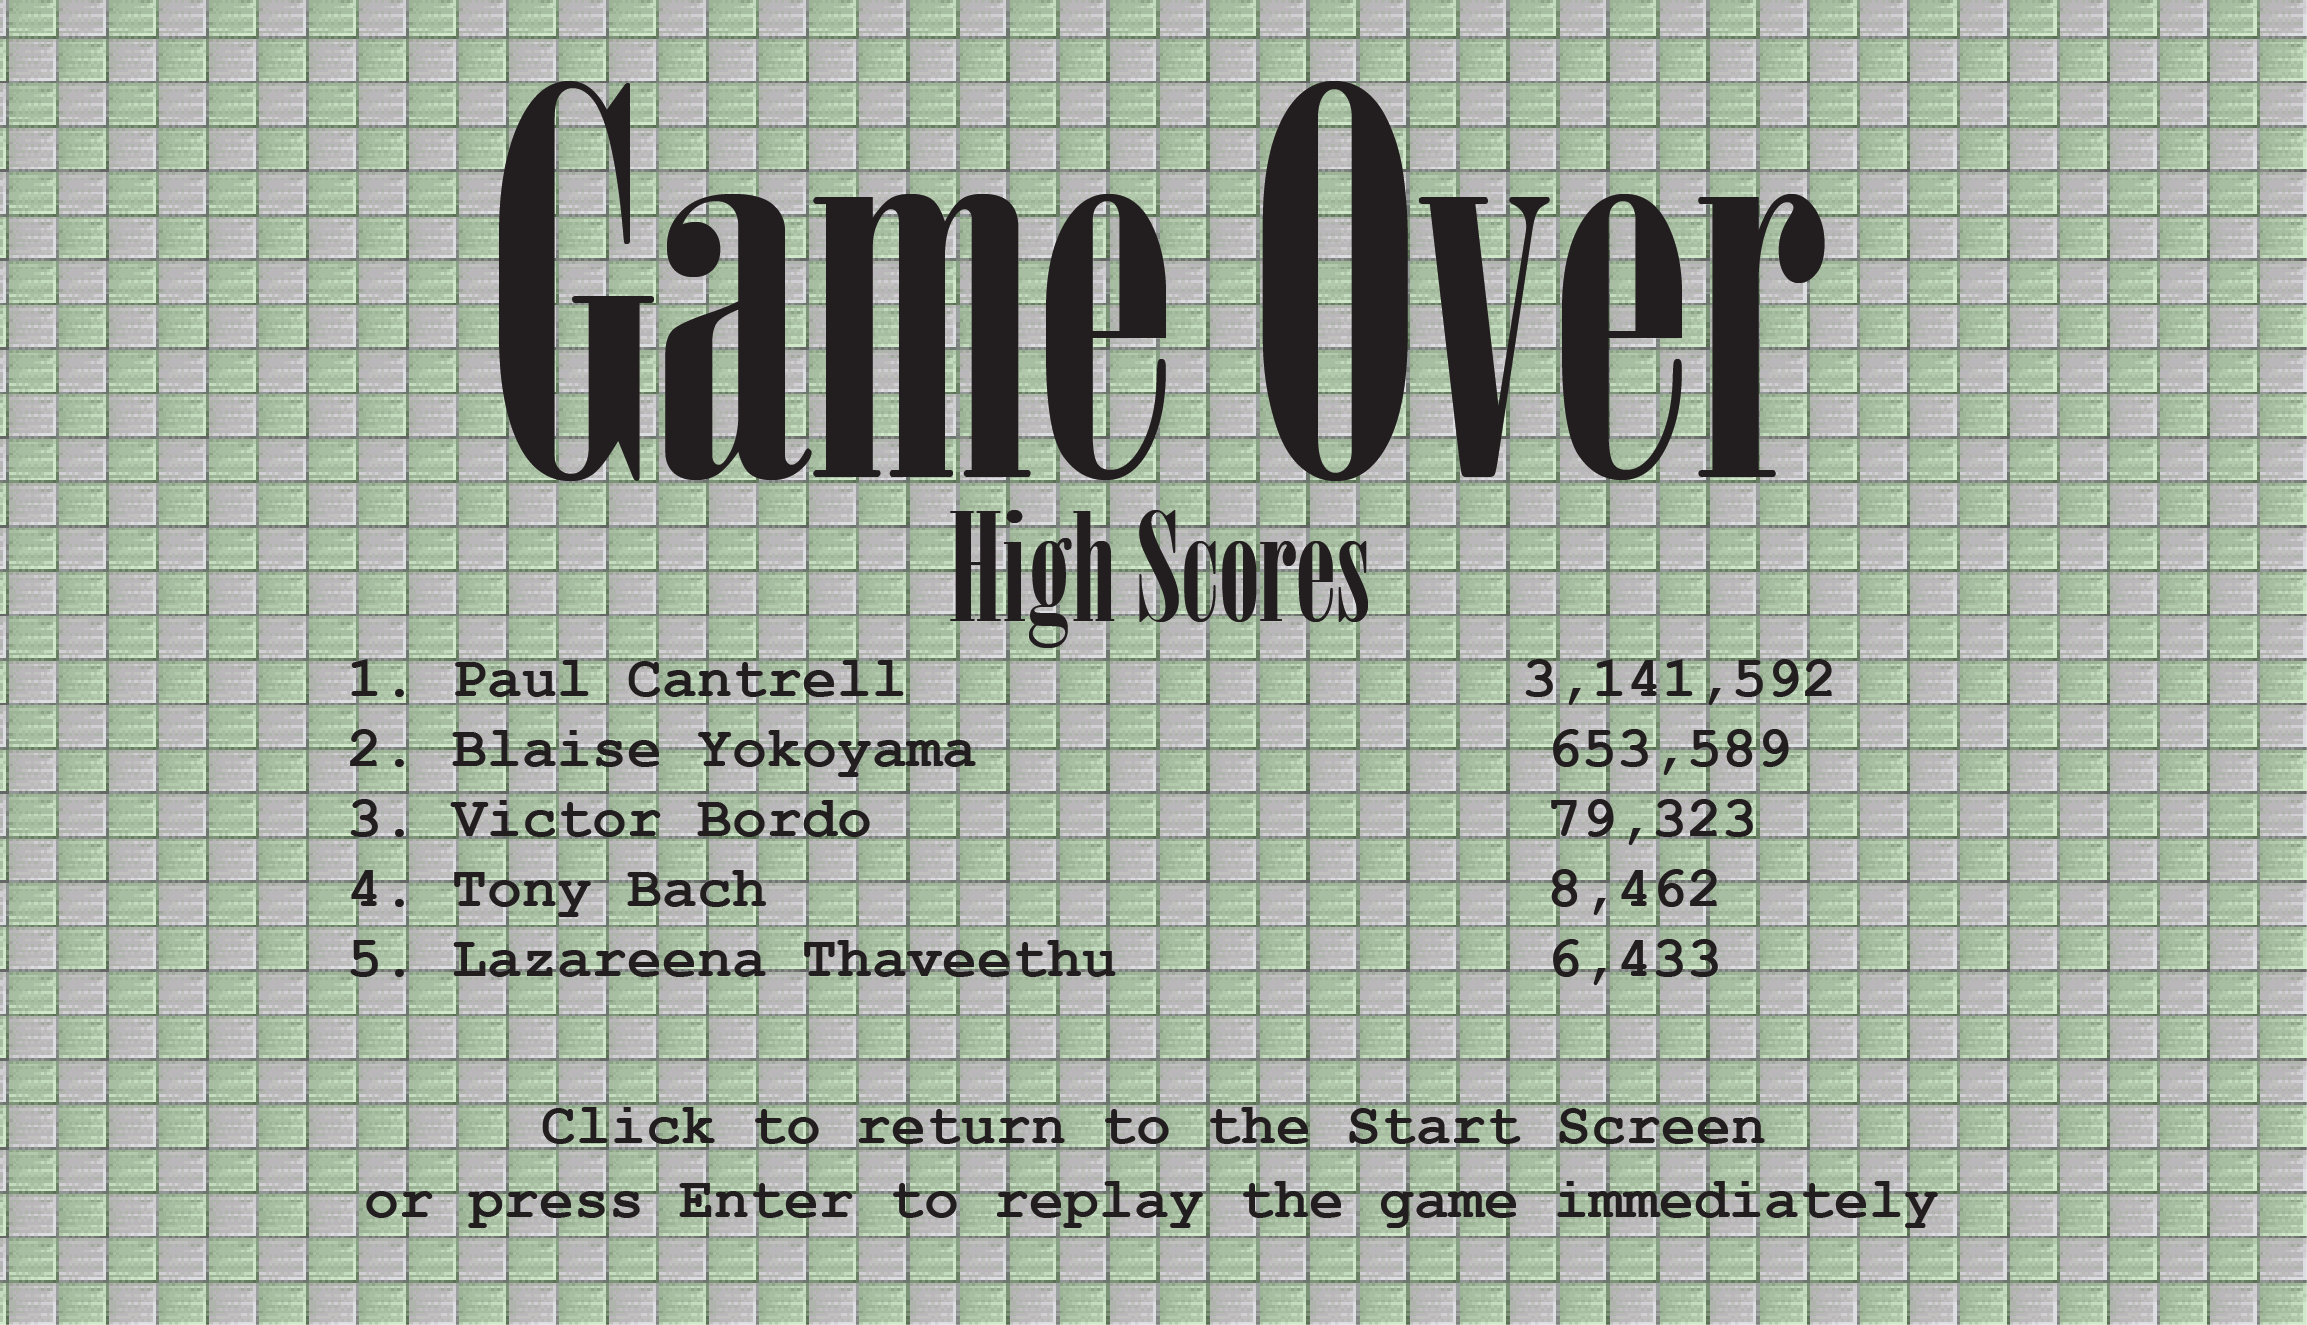 Game Over
High Scores
1. Paul Cantrell 3,141,592
2. Blaise Yokoyama 653,589
3. Victor Bordo 79,323
4. Tony Bach 8,462
5. Lazareena Thaveethu 6,433
Click to return to the Start Screen
or press Enter to replay the game immediately